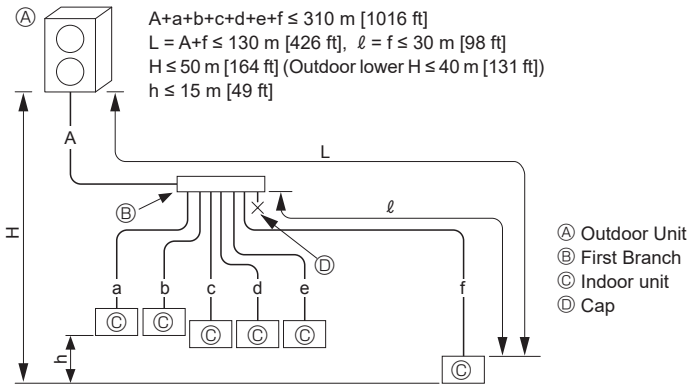 Ⓐ
A+a+b+c+d+e+f ≤ 310 m [1016 ft]
L = A+f ≤ 130 m [426 ft], ℓ = f ≤ 30 m [98 ft]
H ≤ 50 m [164 ft] (Outdoor lower H ≤ 40 m [131 ft])
h ≤ 15 m [49 ft]
A
L
Ⓑ
ℓ
H
Ⓓ
Ⓐ Outdoor Unit
Ⓑ First Branch
Ⓒ Indoor unit
Ⓓ Cap
a b c d e f
Ⓒ Ⓒ Ⓒ Ⓒ Ⓒ
h
Ⓒ